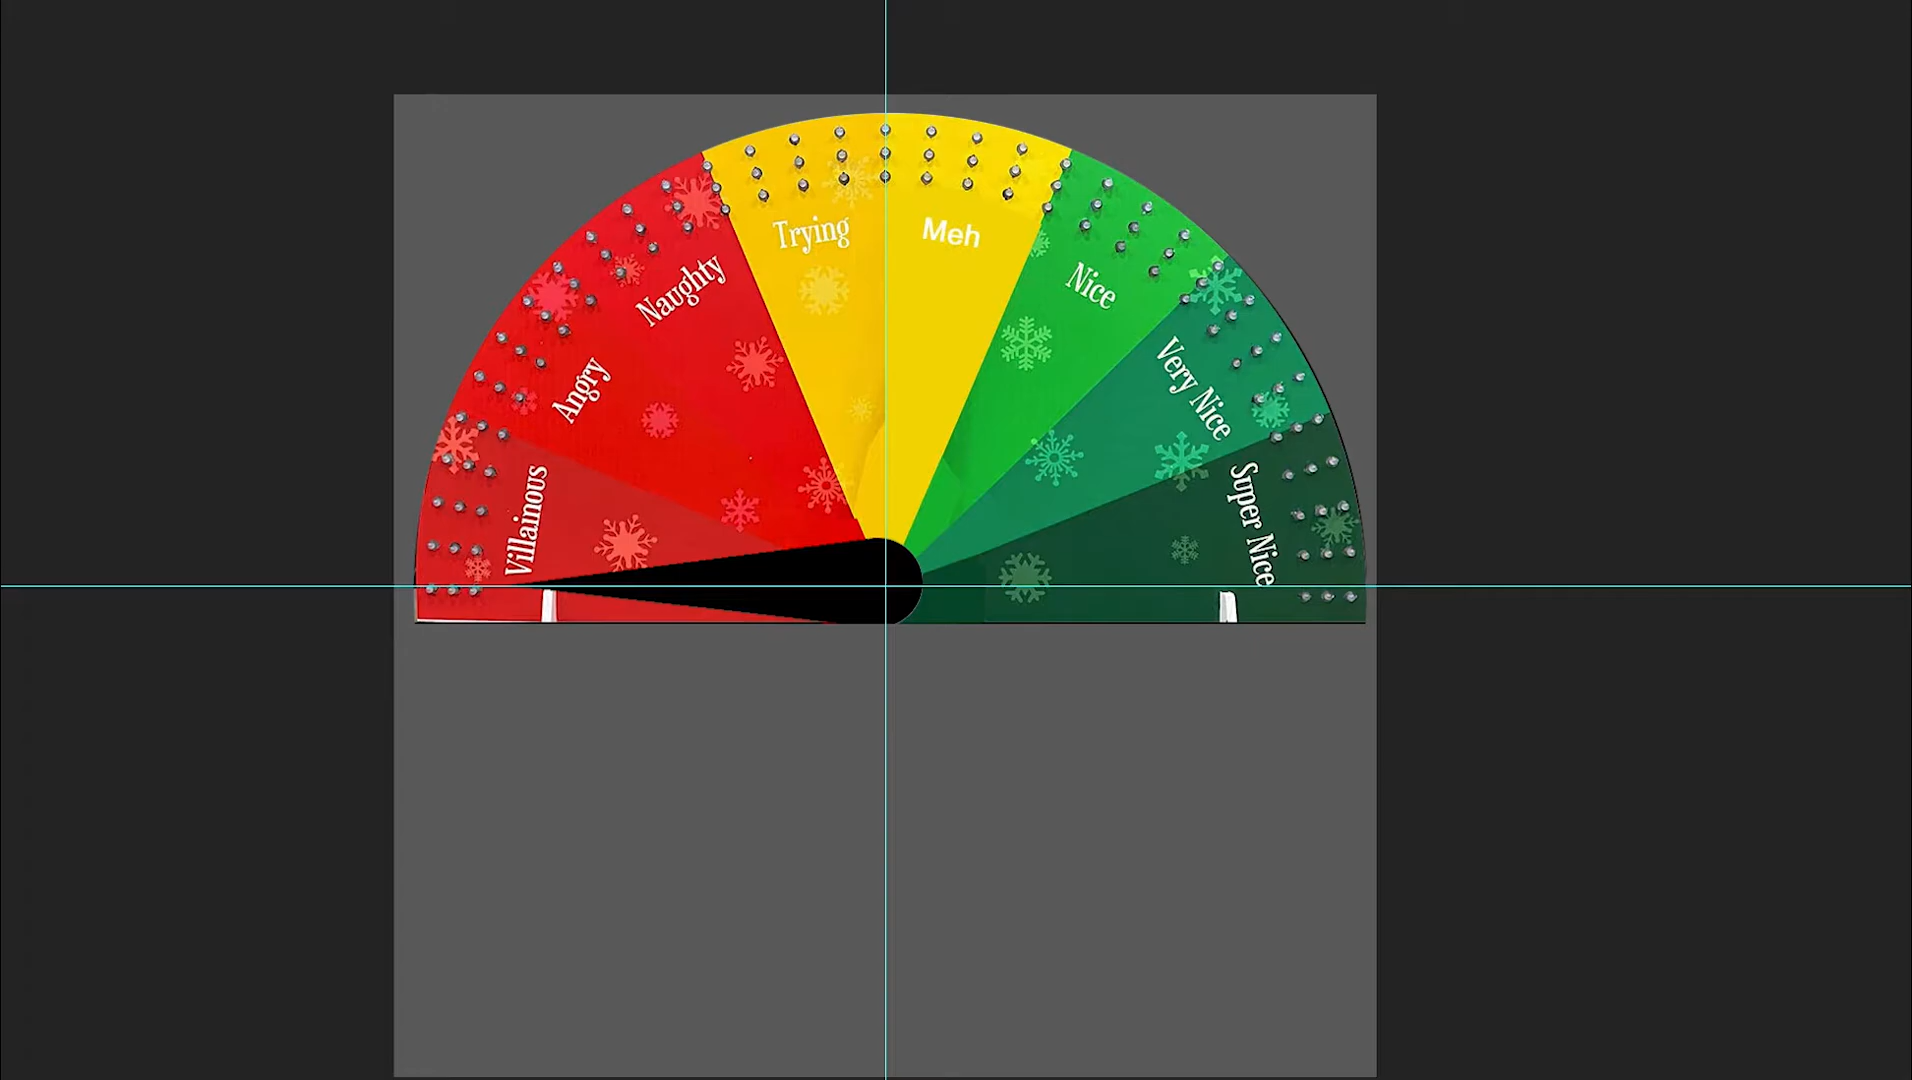 Villainous
Angry
Naughty
Trying
Meh
Nice
Very Nice
Super Nice